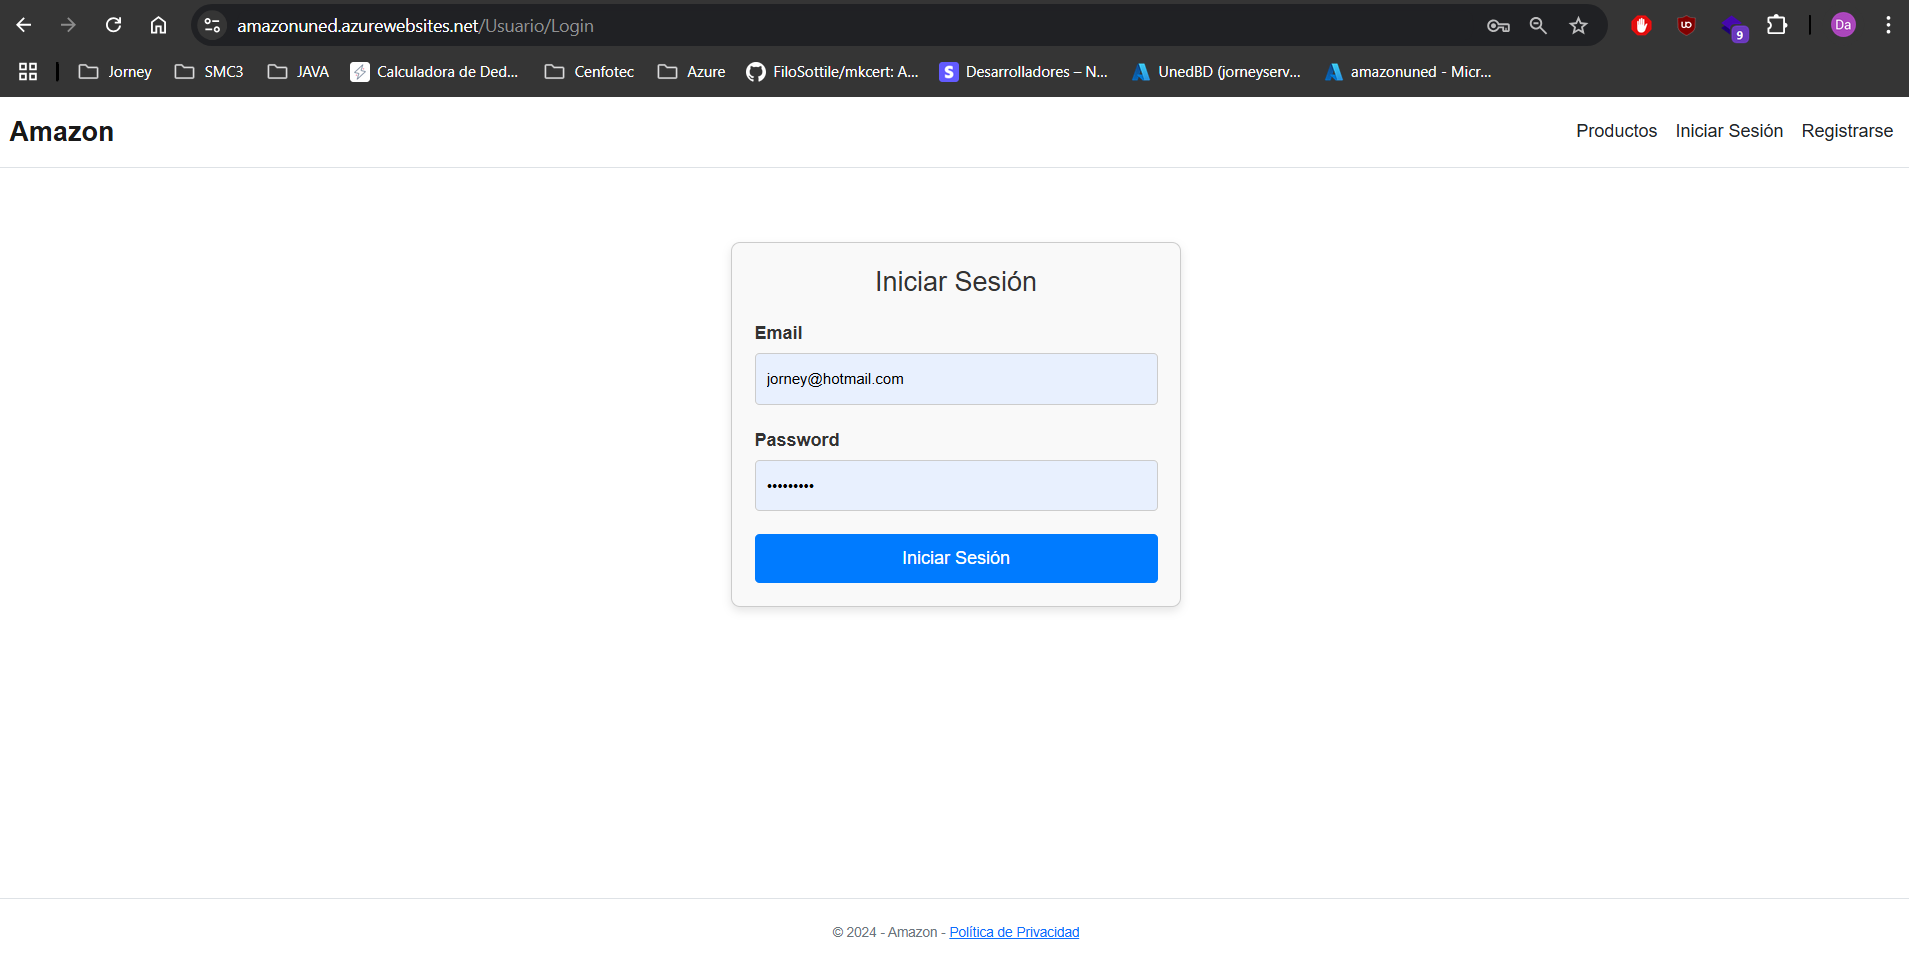 amazonuned.azurewebsites.net/Usuario/Login
9
Da
Jorney SMC3 JAVA Calculadora de Ded... Cenfotec Azure FiloSottile/mkcert: A... S Desarrolladores – N... UnedBD (jorneyserv... amazonuned - Micr...
Amazon
Productos Iniciar Sesión Registrarse
Iniciar Sesión
Email
jorney@hotmail.com
Password
•••••••••
Iniciar Sesión
© 2024 - Amazon - Política de Privacidad